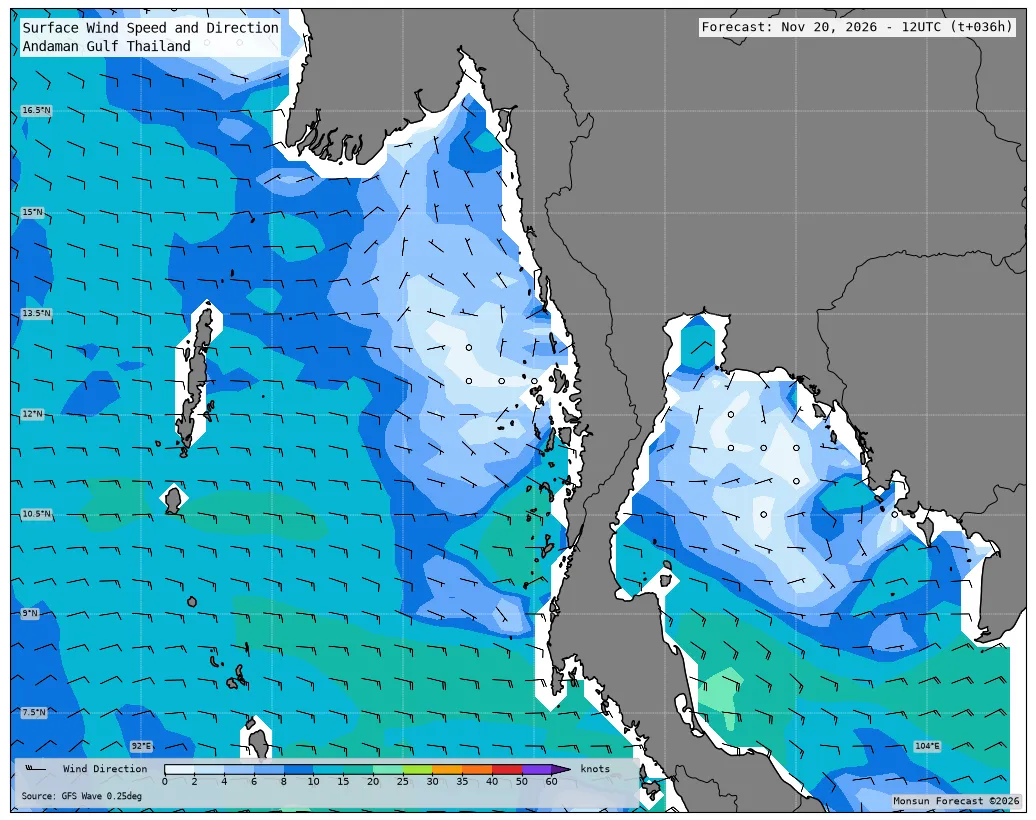 Surface Wind Speed and Direction
Andaman Gulf Thailand
Forecast: Nov 20, 2026 - 12UTC (t+036h)
16.5°N
15°N
13.5°N
12°N
10.5°N
9°N
7.5°N
92°E
104°E
Wind Direction
0 2 4 6 8 10 15 20 25 30 35 40 50 60
knots
Source: GFS Wave 0.25deg
Monsun Forecast ©2026